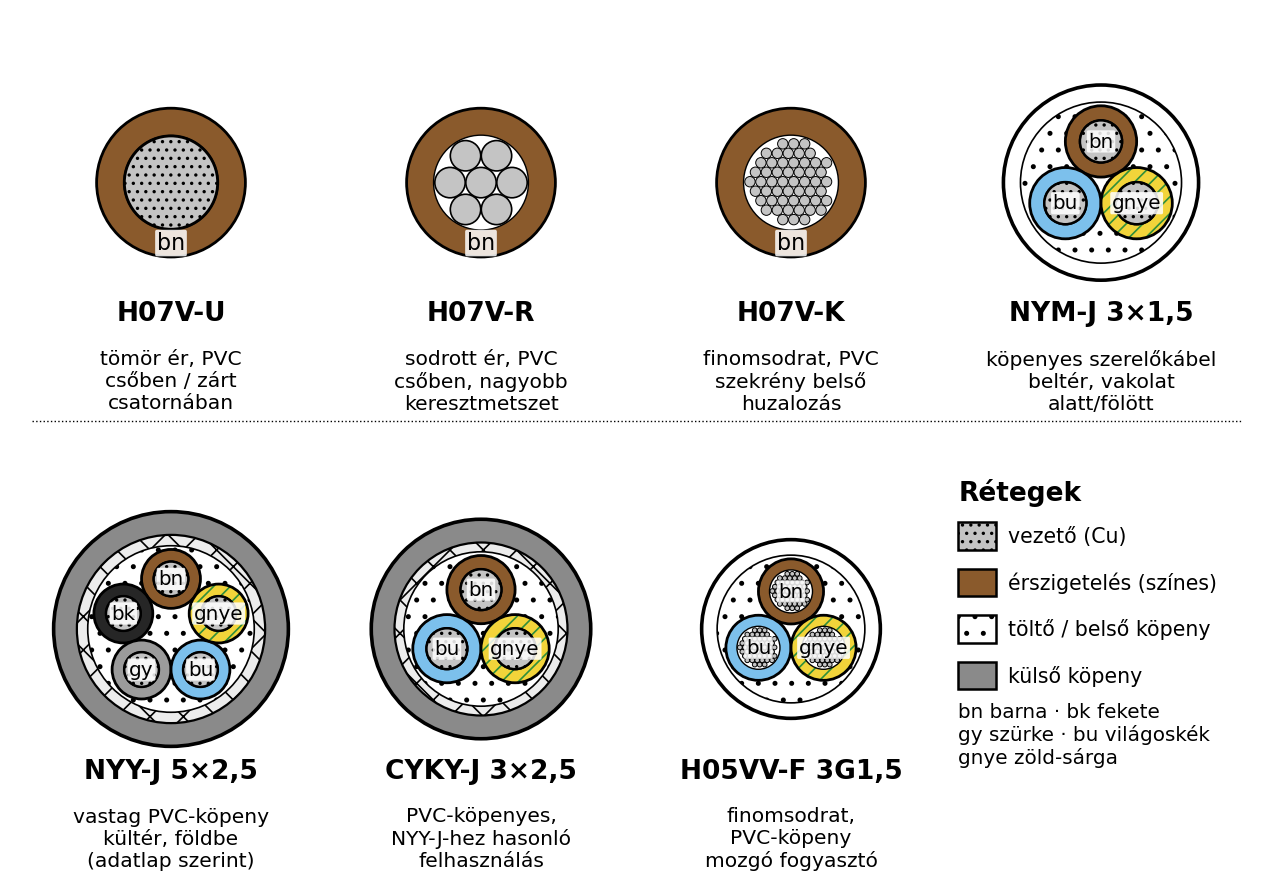 bn
bn
bn
bn
bu
gnye
H07V-U
H07V-R
H07V-K
NYM-J 3×1,5
tömör ér, PVC
csőben / zárt
csatornában
sodrott ér, PVC
csőben, nagyobb
keresztmetszet
finomsodrat, PVC
szekrény belső
huzalozás
köpenyes szerelőkábel
beltér, vakolat
alatt/fölött
bn
bk
gnye
gy
bu
bn
bu
gnye
bn
bu
gnye
NYY-J 5×2,5
CYKY-J 3×2,5
H05VV-F 3G1,5
vastag PVC-köpeny
kültér, földbe
(adatlap szerint)
PVC-köpenyes,
NYY-J-hez hasonló
felhasználás
finomsodrat,
PVC-köpeny
mozgó fogyasztó
Rétegek
vezető (Cu)
érszigetelés (színes)
töltő / belső köpeny
külső köpeny
bn barna · bk fekete
gy szürke · bu világoskék
gnye zöld-sárga